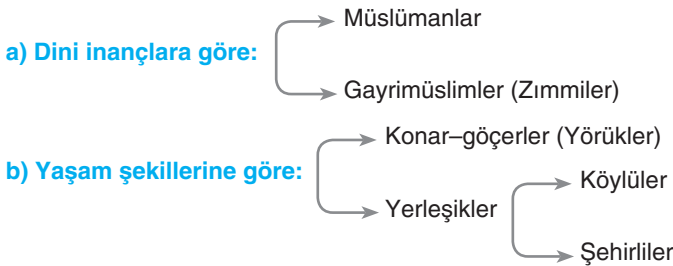 Müslümanlar
a) Dini inançlara göre:
Gayrimüslimler (Zımmiler)
Konar–göçerler (Yörükler)
b) Yaşam şekillerine göre:
Köylüler
Yerleşikler
Şehirliler